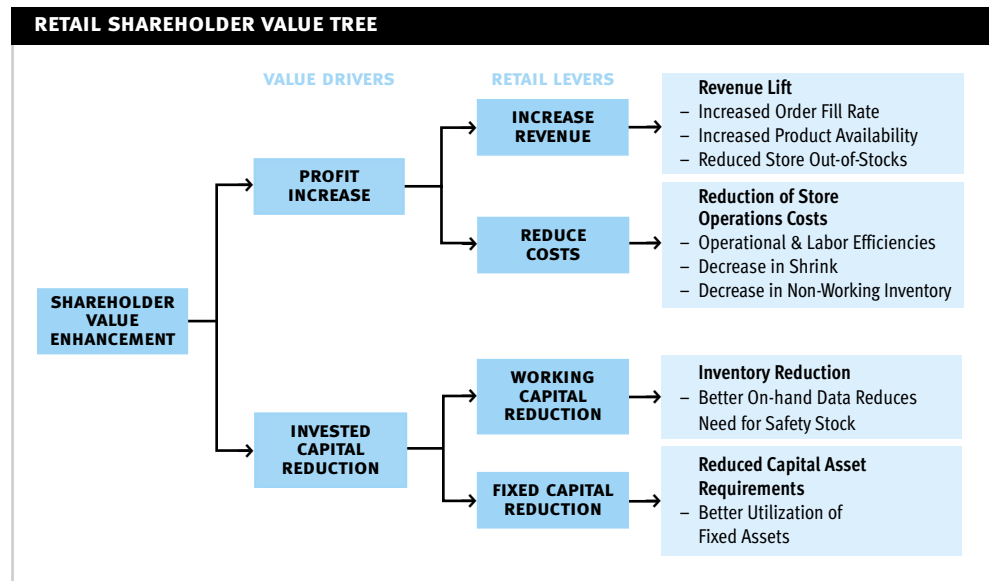 RETAIL SHAREHOLDER VALUE TREE
VALUE DRIVERS
RETAIL LEVERS
SHAREHOLDER
VALUE
ENHANCEMENT
PROFIT
INCREASE
INCREASE
REVENUE
Revenue Lift
– Increased Order Fill Rate
– Increased Product Availability
– Reduced Store Out-of-Stocks
REDUCE
COSTS
Reduction of Store
Operations Costs
– Operational & Labor Efficiencies
– Decrease in Shrink
– Decrease in Non-Working Inventory
INVESTED
CAPITAL
REDUCTION
WORKING
CAPITAL
REDUCTION
Inventory Reduction
– Better On-hand Data Reduces
Need for Safety Stock
FIXED CAPITAL
REDUCTION
Reduced Capital Asset
Requirements
– Better Utilization of
Fixed Assets